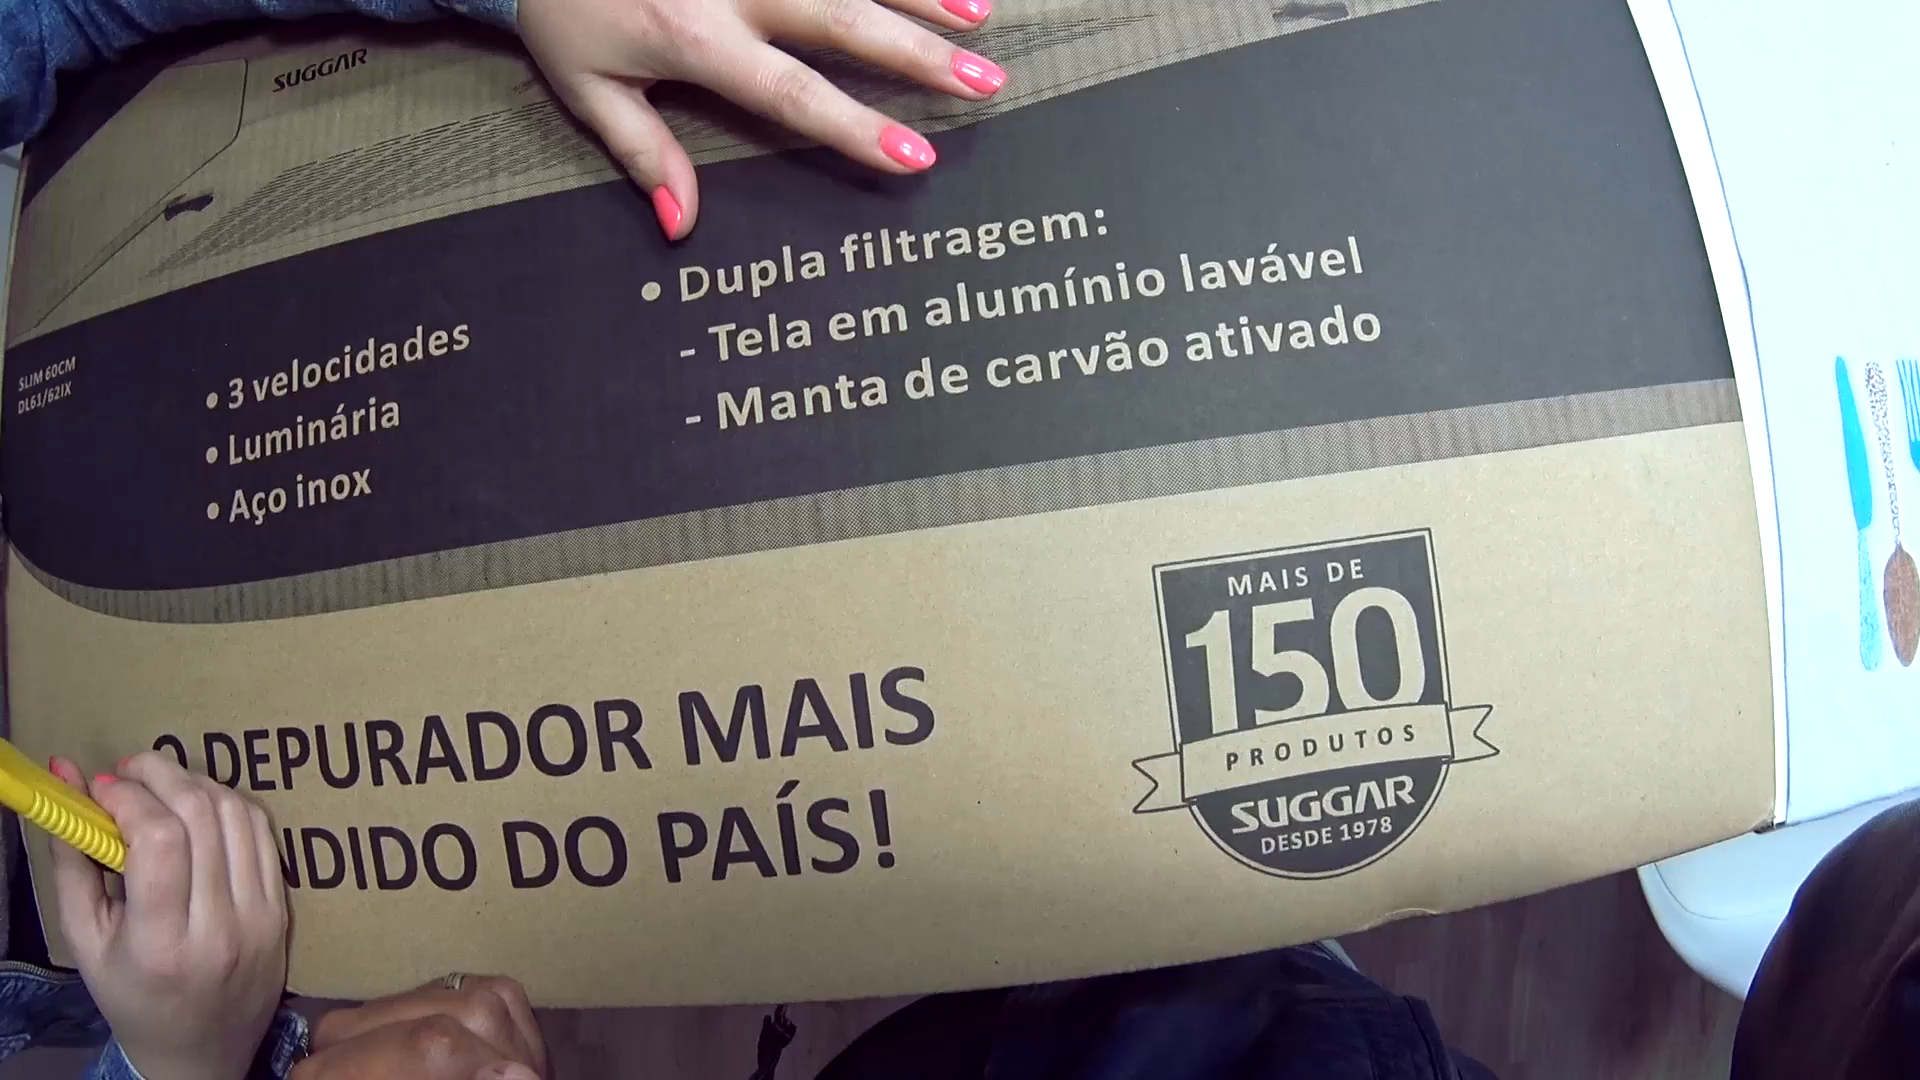 SUGGAR
SLIM 60CM
DL61/62IX
• 3 velocidades
• Luminária
• Aço inox
• Dupla filtragem:
- Tela em alumínio lavável
- Manta de carvão ativado
O DEPURADOR MAIS
NDIDO DO PAÍS!
MAIS DE
150
PRODUTOS
SUGGAR
DESDE 1978